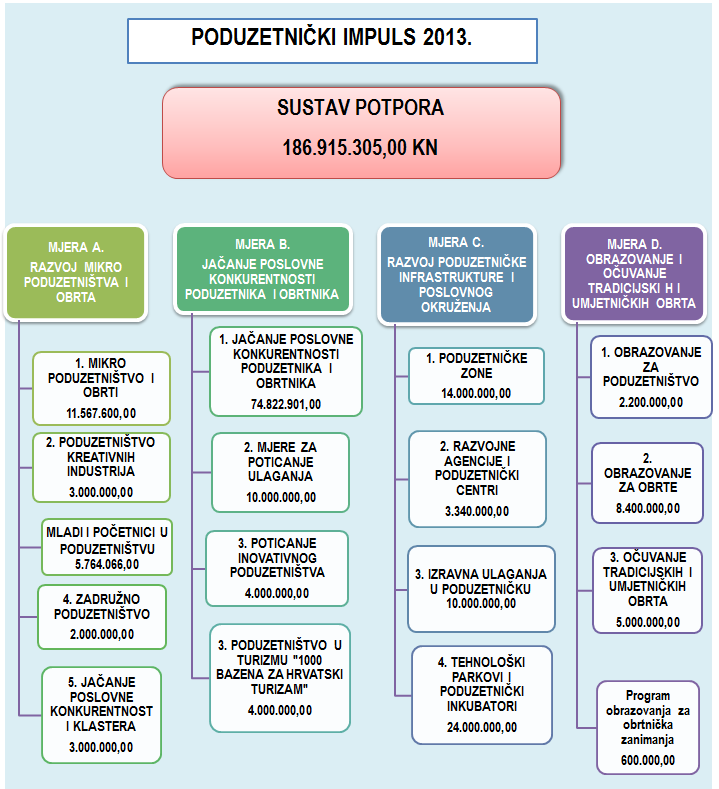 PODUZETNIČKI IMPULS 2013.
SUSTAV POTPORA
186.915.305,00 KN
MJERA A.
RAZVOJ MIKRO
PODUZETNIŠTVA I
OBRTA
1. MIKRO
PODUZETNIŠTVO I
OBRTI
11.567.600,00
2. PODUZETNIŠTVO
KREATIVNIH
INDUSTRIJA
3.000.000,00
MLADI I POČETNICI U
PODUZETNIŠTVU
5.764.066,00
4. ZADRUŽNO
PODUZETNIŠTVO
2.000.000,00
5. JAČANJE
POSLOVNE
KONKURENTNOST
I KLASTERA
3.000.000,00
MJERA B.
JAČANJE POSLOVNE
KONKURENTNOSTI
PODUZETNIKA I OBRTNIKA
1. JAČANJE POSLOVNE
KONKURENTNOSTI
PODUZETNIKA I
OBRTNIKA
74.822.901,00
2. MJERE ZA
POTICANJE
ULAGANJA
10.000.000,00
3. POTICANJE
INOVATIVNOG
PODUZETNIŠTVA
4.000.000,00
3. PODUZETNIŠTVO U
TURIZMU "1000
BAZENA ZA HRVATSKI
TURIZAM"
4.000.000,00
MJERA C.
RAZVOJ PODUZETNIČKE
INFRASTRUKTURE I
POSLOVNOG
OKRUŽENJA
1. PODUZETNIČKE
ZONE
14.000.000,00
2. RAZVOJNE
AGENCIJE I
PODUZETNIČKI
CENTRI
3.340.000,00
3. IZRAVNA ULAGANJA
U PODUZETNIČKU
10.000.000,00
4. TEHNOLOŠKI
PARKOVI I
PODUZETNIČKI
INKUBATORI
24.000.000,00
MJERA D.
OBRAZOVANJE I
OČUVANJE
TRADICIJSKI H I
UMJETNIČKIH OBRTA
1. OBRAZOVANJE
ZA
PODUZETNIŠTVO
2.200.000,00
2.
OBRAZOVANJE
ZA OBRTE
8.400.000,00
3. OČUVANJE
TRADICIJSKIH I
UMJETNIČKIH
OBRTA
5.000.000,00
Program
obrazovanja za
obrtnička
zanimanja
600.000,00